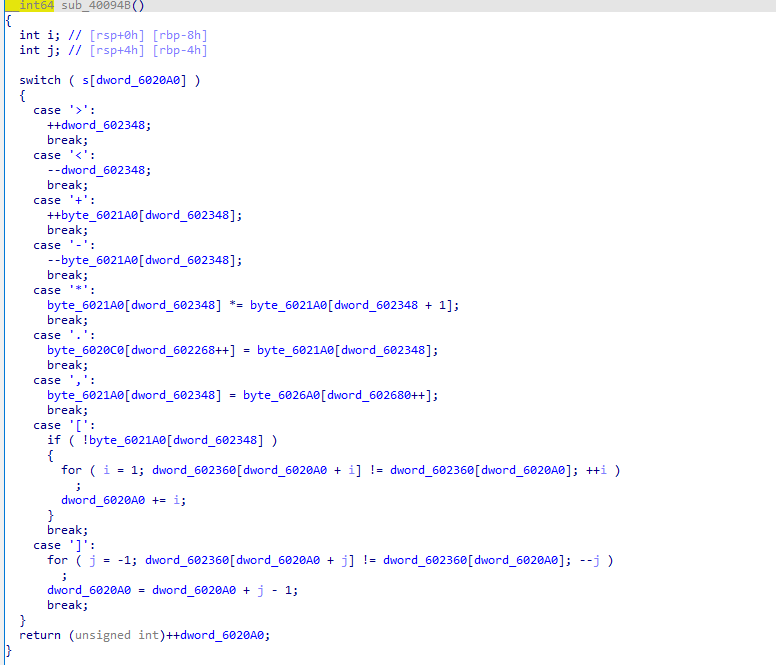 __int64 sub_40094B()
{
  int i; // [rsp+0h] [rbp-8h]
  int j; // [rsp+4h] [rbp-4h]

  switch ( s[dword_6020A0] )
  {
    case '>':
      ++dword_602348;
      break;
    case '<':
      --dword_602348;
      break;
    case '+':
      ++byte_6021A0[dword_602348];
      break;
    case '-':
      --byte_6021A0[dword_602348];
      break;
    case '*':
      byte_6021A0[dword_602348] *= byte_6021A0[dword_602348 + 1];
      break;
    case '.':
      byte_6020C0[dword_602268++] = byte_6021A0[dword_602348];
      break;
    case ',':
      byte_6021A0[dword_602348] = byte_6026A0[dword_602680++];
      break;
    case '[':
      if ( !byte_6021A0[dword_602348] )
      {
        for ( i = 1; dword_602360[dword_6020A0 + i] != dword_602360[dword_6020A0]; ++i )
          ;
        dword_6020A0 += i;
      }
      break;
    case ']':
      for ( j = -1; dword_602360[dword_6020A0 + j] != dword_602360[dword_6020A0]; --j )
        ;
      dword_6020A0 = dword_6020A0 + j - 1;
      break;
  }
  return (unsigned int)++dword_6020A0;
}